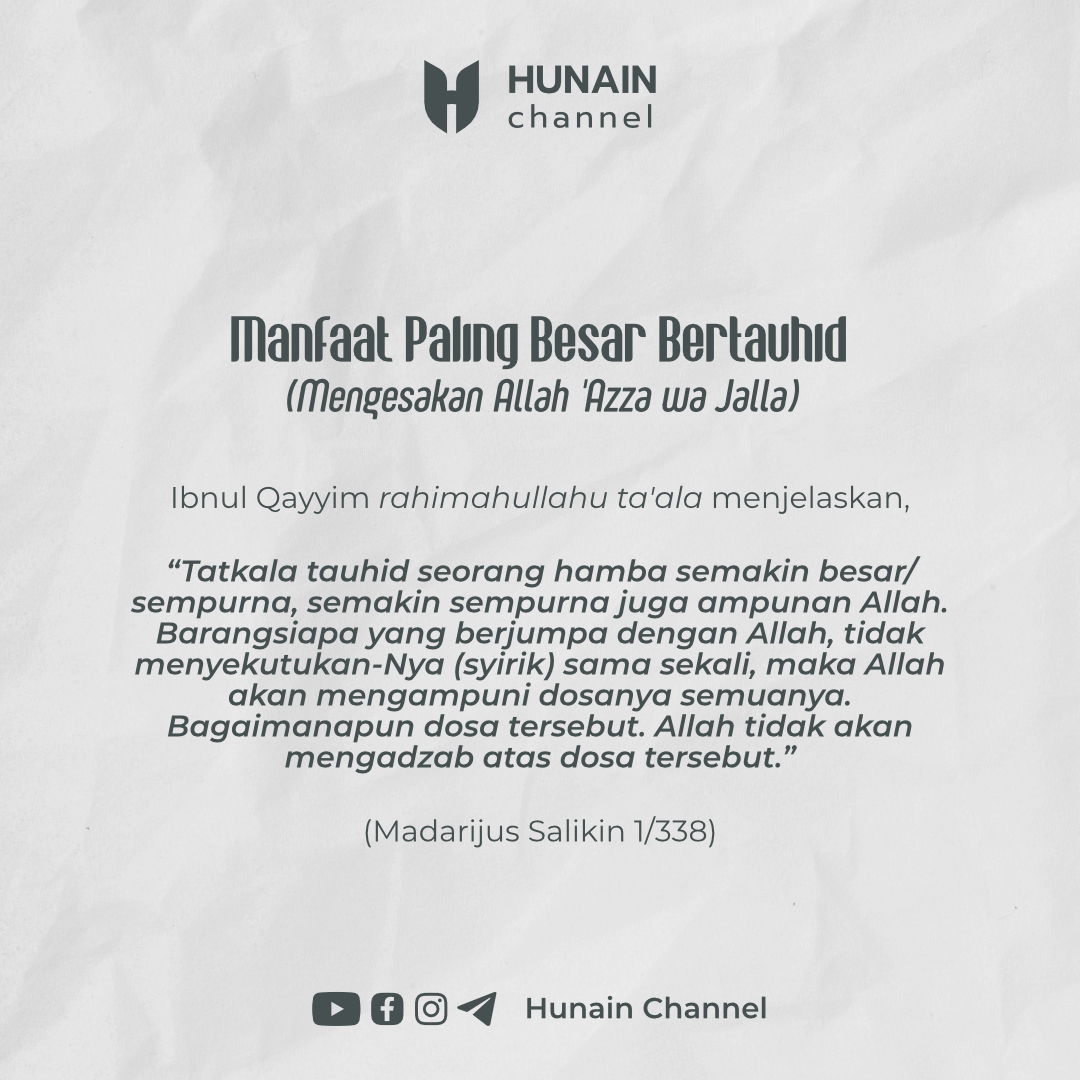 HUNAIN
channel
Manfaat Paling Besar Bertauhid
(Mengesakan Allah 'Azza wa Jalla)
Ibnul Qayyim rahimahullahu ta'ala menjelaskan,
“Tatkala tauhid seorang hamba semakin besar/
sempurna, semakin sempurna juga ampunan Allah.
Barangsiapa yang berjumpa dengan Allah, tidak
menyekutukan-Nya (syirik) sama sekali, maka Allah
akan mengampuni dosanya semuanya.
Bagaimanapun dosa tersebut. Allah tidak akan
mengadzab atas dosa tersebut.”
(Madarijus Salikin 1/338)
Hunain Channel